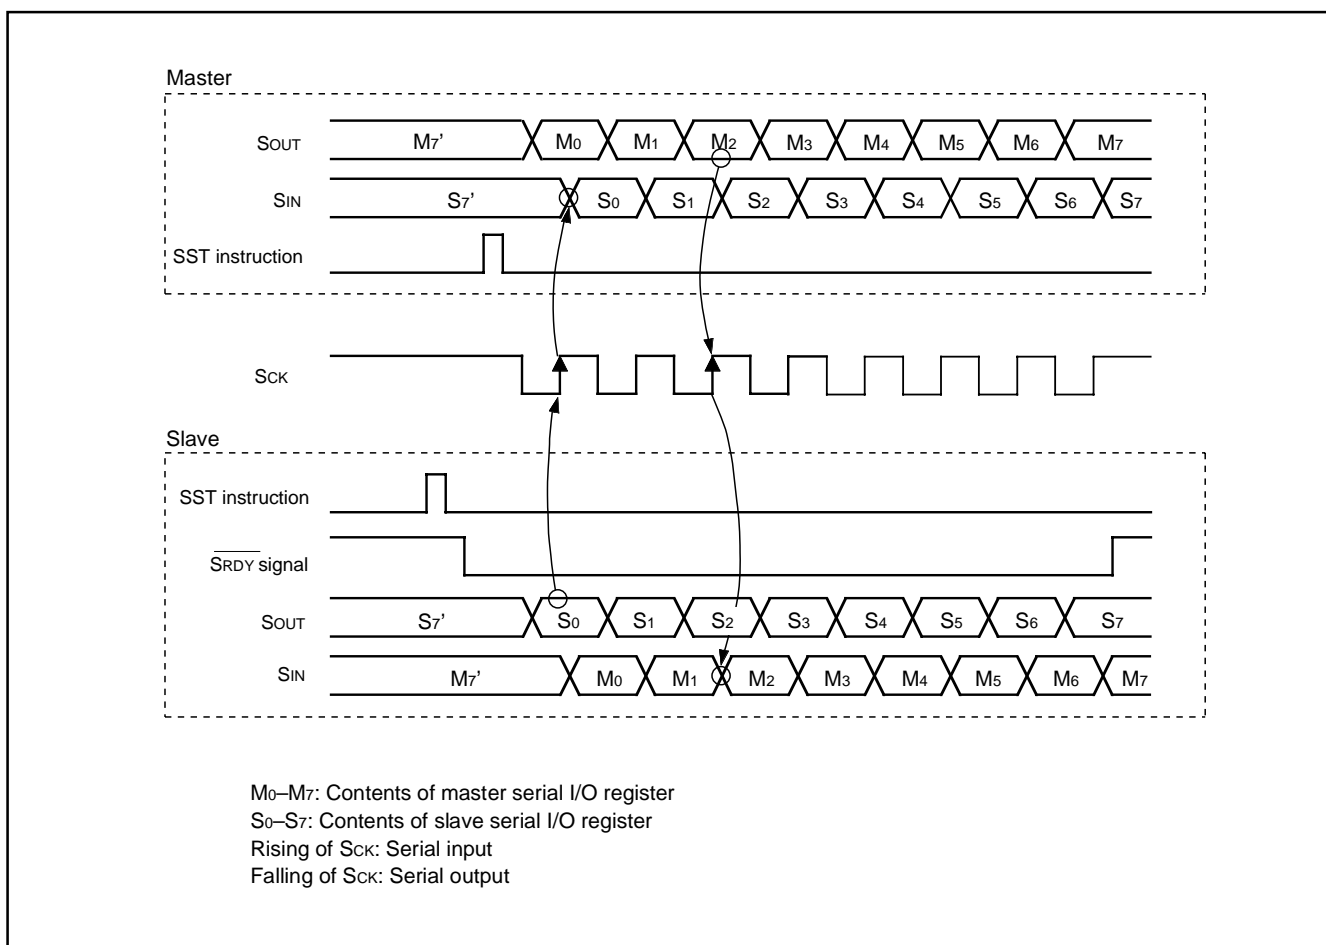 Master
SOUT M7’ M0 M1 M2 M3 M4 M5 M6 M7
SIN S7’ S0 S1 S2 S3 S4 S5 S6 S7
SST instruction
SCK
Slave
SST instruction
SRDY signal
SOUT S7’ S0 S1 S2 S3 S4 S5 S6 S7
SIN M7’ M0 M1 M2 M3 M4 M5 M6 M7
M0–M7: Contents of master serial I/O register
S0–S7: Contents of slave serial I/O register
Rising of SCK: Serial input
Falling of SCK: Serial output